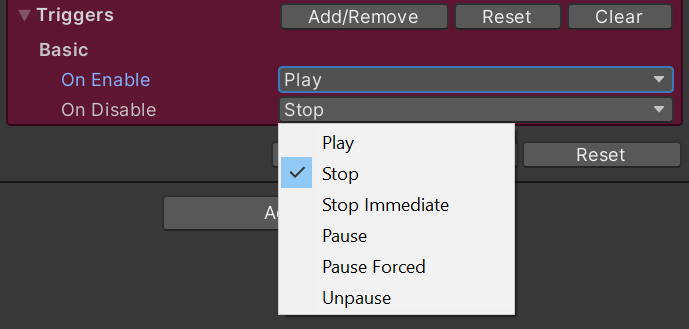 Triggers Add/Remove Reset Clear
Basic
On Enable Play
On Disable Stop
Play
Reset
Stop
Stop Immediate
Pause
Pause Forced
Unpause